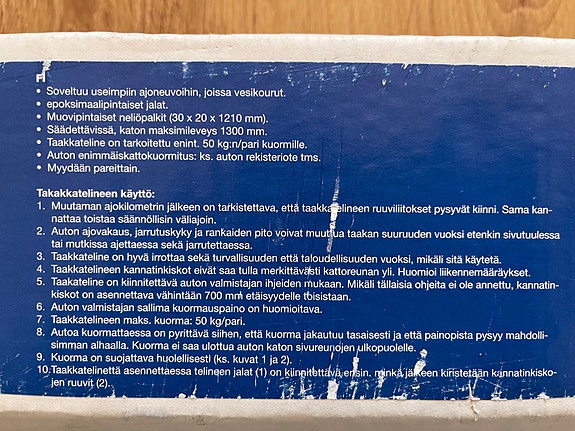 FI
• Soveltuu useimpiin ajoneuvoihin, joissa vesikourut.
• epoksimaalipintaiset jalat.
• Muovipintaiset neliöpalkit (30 x 20 x 1210 mm).
• Säädettävissä, katon maksimileveys 1300 mm.
• Taakkateline on tarkoitettu enint. 50 kg:n/pari kuormille.
• Auton enimmäiskattokuormitus: ks. auton rekisteriote tms.
• Myydään pareittain.
Takakkatelineen käyttö:
1. Muutaman ajokilometrin jälkeen on tarkistettava, että taakkatelineen ruuviliitokset pysyvät kiinni. Sama kan-
nattaa toistaa säännöllisin väliajoin.
2. Auton ajovakaus, jarrutuskyky ja rankaiden pito voivat muuttua taakan suuruuden vuoksi etenkin sivutuulessa
tai mutkissa ajettaessa sekä jarrutettaessa.
3. Taakkateline on hyvä irrottaa sekä turvallisuuden että taloudellisuuden vuoksi, mikäli sitä käytetä.
4. Taakkatelineen kannatinkiskot eivät saa tulla merkittävästi kattoreunan yli. Huomioi liikennemääräykset.
5. Taakateline on kiinnitettävä auton valmistajan ihjeiden mukaan. Mikäli tällaisia ohjeita ei ole annettu, kannatin-
kiskot on asennettava vähintään 700 mm etäisyydelle toisistaan.
6. Auton valmistajan sallima kuormauspaino on huomioitava.
7. Taakkatelineen maks. kuorma: 50 kg/pari.
8. Autoa kuormattaessa on pyrittävä siihen, että kuorma jakautuu tasaisesti ja että painopista pysyy mahdolli-
simman alhaalla. Kuorma ei saa ulottua auton katon sivureunojen ulkopuolelle.
9. Kuorma on suojattava huolellisesti (ks. kuvat 1 ja 2).
10. Taakkatelinettä asennettaessa telineen jalat (1) on kiinnitettävä ensin, minkä jälkeen kiristetään kannatinkisko-
jen ruuvit (2).